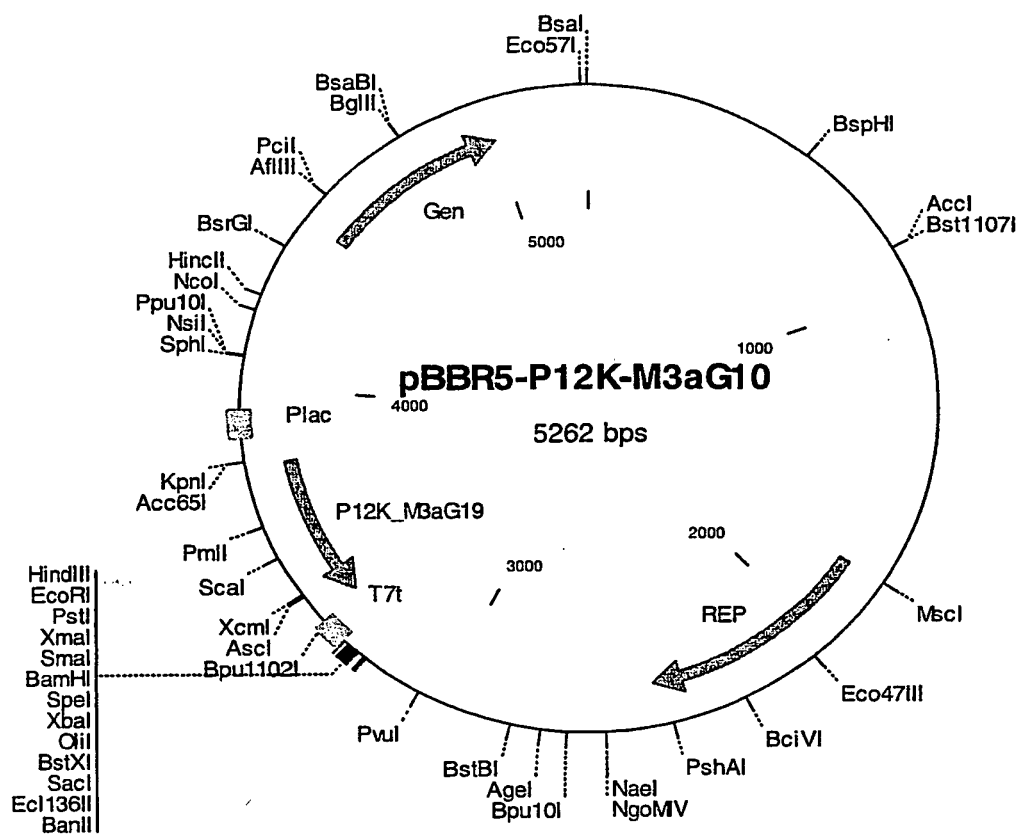 BsaI
Eco57I
BsaBI
BglII
PciI
AflIII
BsrGI
HincII
NcoI
Ppu10I
NsiI
SphI
BspHI
AccI
Bst1107I
Gen
5000
1000
pBBR5-P12K-M3aG10
5262 bps
4000
Plac
KpnI
Acc65I
P12K_M3aG19
PmlI
ScaI
XcmI
AscI
Bpu1102I
T7t
3000
2000
REP
MscI
Eco47III
BciVI
PshAI
NaeI
NgoMIV
Bpu10I
AgeI
BstBI
PvuI
HindIII
EcoRI
PstI
XmaI
SmaI
BamHI
SpeI
XbaI
OliI
BstXI
SacI
Ecl136II
BanII